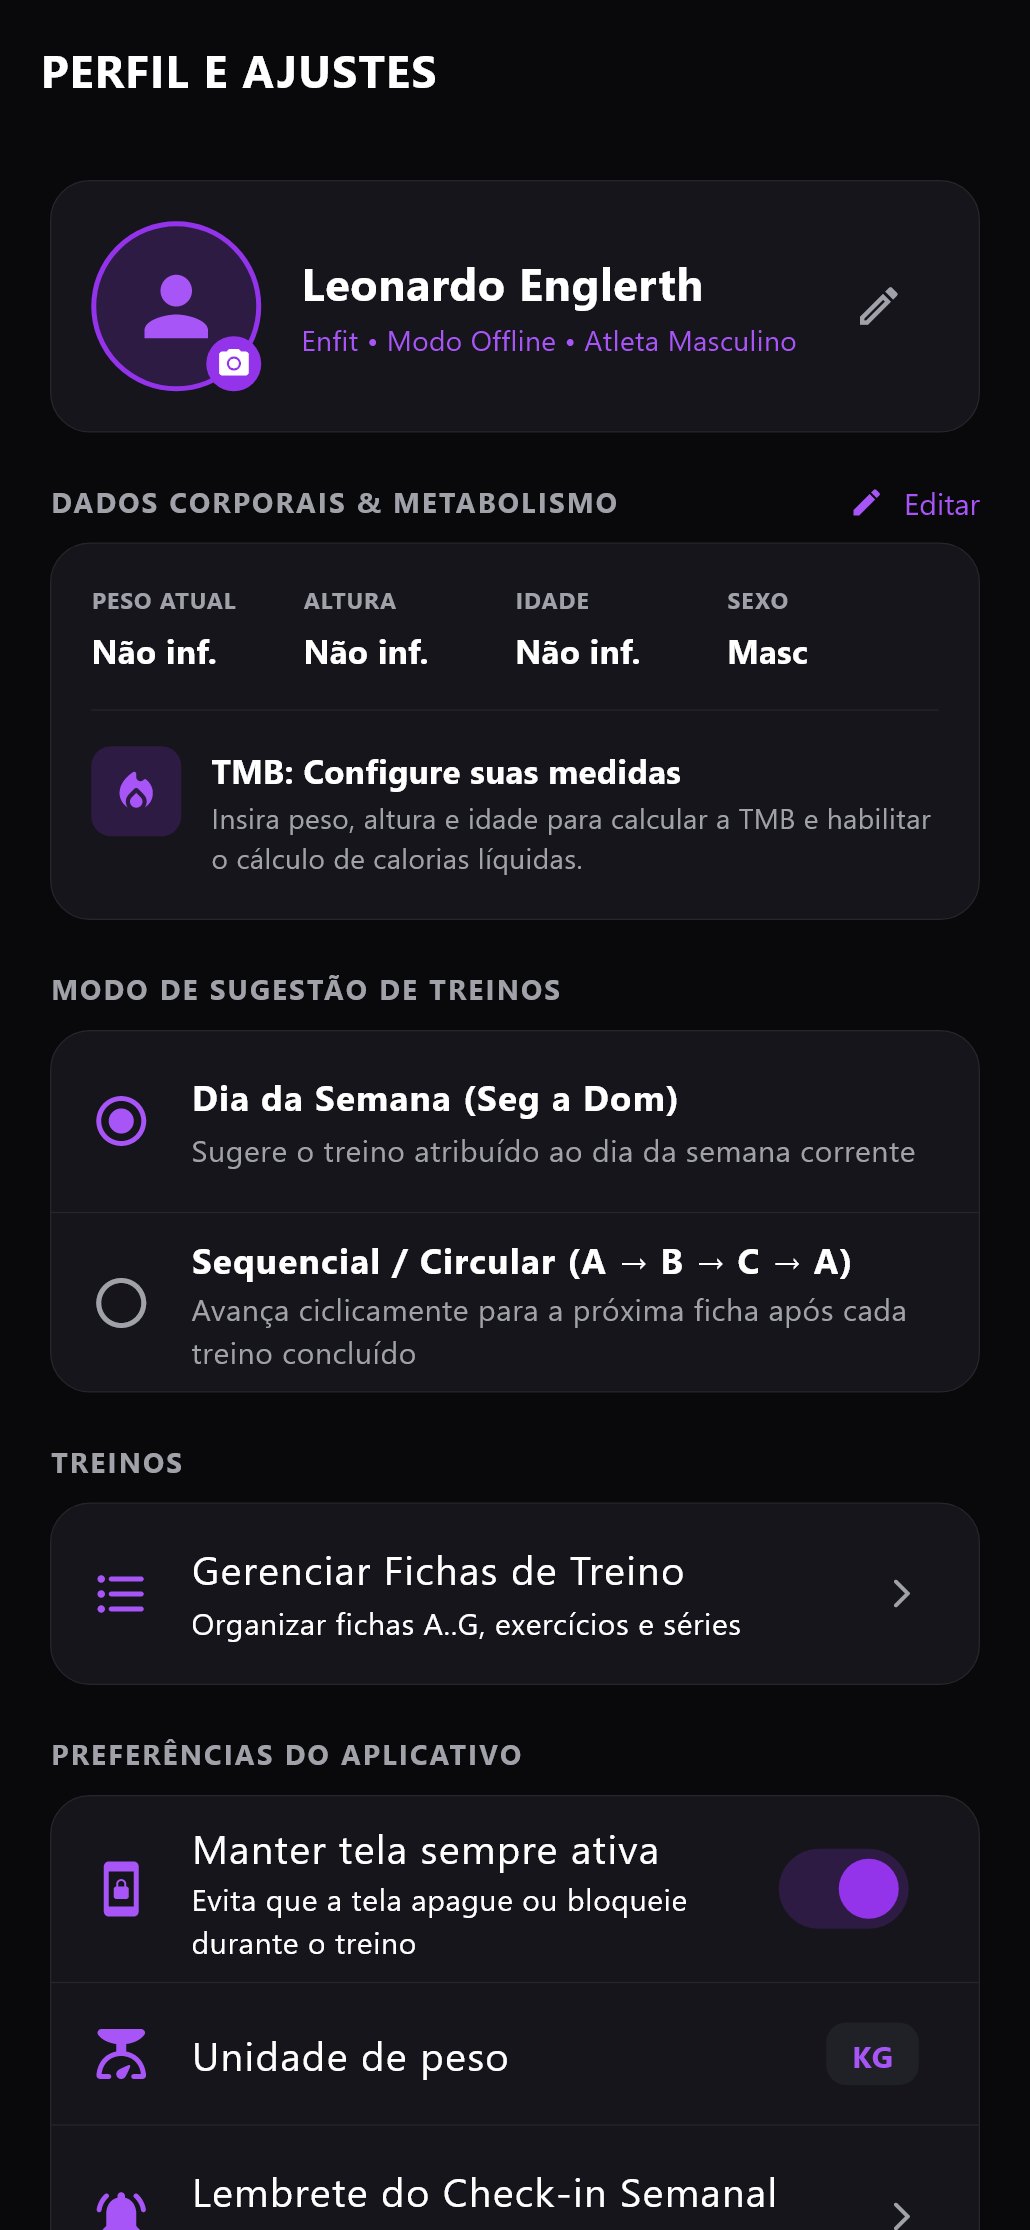 PERFIL E AJUSTES
Leonardo Englerth
Enfit • Modo Offline • Atleta Masculino
DADOS CORPORAIS & METABOLISMO
Editar
PESO ATUAL ALTURA IDADE SEXO
Não inf. Não inf. Não inf. Masc
TMB: Configure suas medidas
Insira peso, altura e idade para calcular a TMB e habilitar
o cálculo de calorias líquidas.
MODO DE SUGESTÃO DE TREINOS
Dia da Semana (Seg a Dom)
Sugere o treino atribuído ao dia da semana corrente
Sequencial / Circular (A → B → C → A)
Avança ciclicamente para a próxima ficha após cada
treino concluído
TREINOS
Gerenciar Fichas de Treino
Organizar fichas A..G, exercícios e séries
PREFERÊNCIAS DO APLICATIVO
Manter tela sempre ativa
Evita que a tela apague ou bloqueie
durante o treino
Unidade de peso
KG
Lembrete do Check-in Semanal